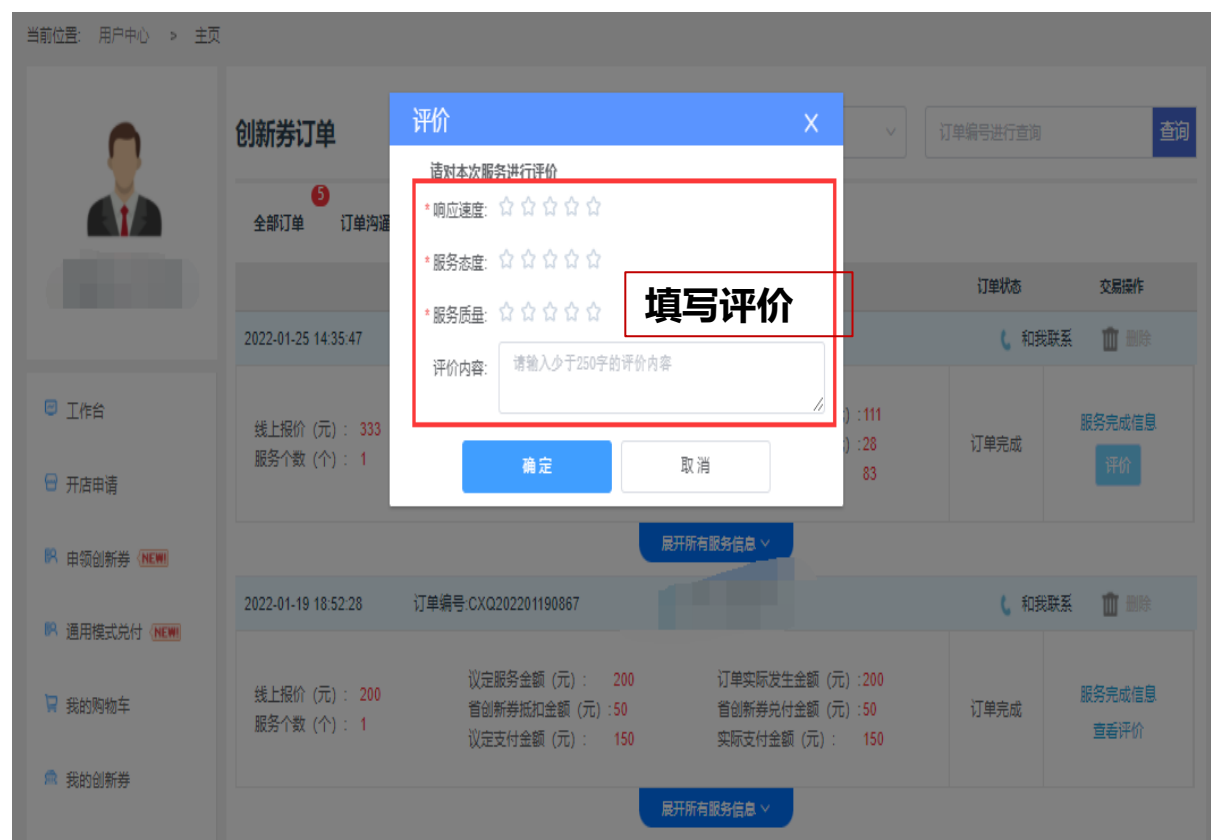 当前位置: 用户中心 > 主页
创新券订单
评价
X
订单编号进行查询
查询
请对本次服务进行评价
5
全部订单
订单沟通
* 响应速度:
* 服务态度:
* 服务质量:
填写评价
评价内容:
请输入少于250字的评价内容
确定
取消
订单状态
交易操作
2022-01-25 14:35:47
和我联系
删除
线上报价（元）: 333
服务个数（个）: 1
) :111
) :28
83
订单完成
服务完成信息
评价
展开所有服务信息
2022-01-19 18:52:28
订单编号:CXQ202201190867
和我联系
删除
线上报价（元）: 200
服务个数（个）: 1
议定服务金额（元）: 200
省创新券抵扣金额（元）:50
议定支付金额（元）: 150
订单实际发生金额（元）:200
省创新券兑付金额（元）:50
实际支付金额（元）: 150
订单完成
服务完成信息
查看评价
展开所有服务信息
工作台
开店申请
申领创新券 NEW!
通用模式兑付 NEW!
我的购物车
我的创新券